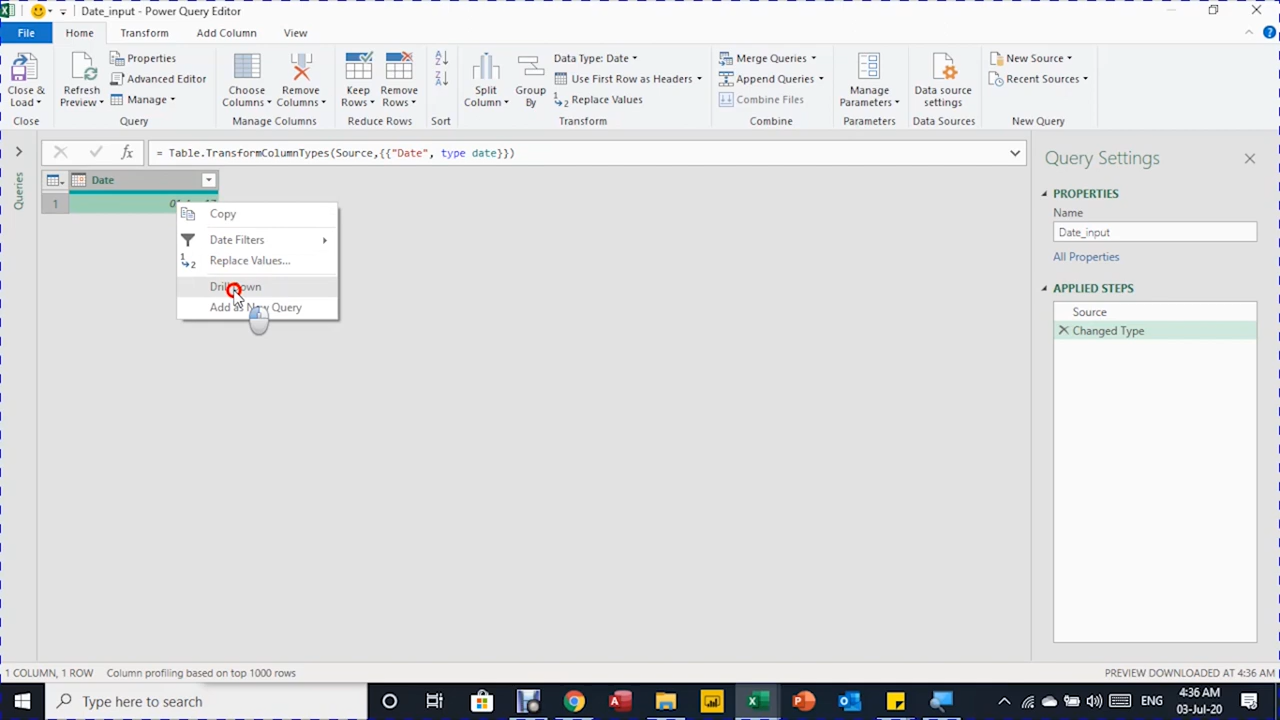 Date_input - Power Query Editor
File Home Transform Add Column View
Close & Load
Refresh Preview
Properties
Advanced Editor
Manage
Choose Columns
Remove Columns
Keep Rows
Remove Rows
Split Column
Group By
Data Type: Date
Use First Row as Headers
Replace Values
Merge Queries
Append Queries
Combine Files
Manage Parameters
Data source settings
New Source
Recent Sources
Close Query Manage Columns Reduce Rows Sort Transform Combine Parameters Data Sources New Query
= Table.TransformColumnTypes(Source,{{"Date", type date}})
Queries
Date
1
Copy
Date Filters
Replace Values...
Add as New Query
Query Settings
PROPERTIES
Name
Date_input
All Properties
APPLIED STEPS
Source
Changed Type
1 COLUMN, 1 ROW Column profiling based on top 1000 rows PREVIEW DOWNLOADED AT 4:36 AM
Type here to search
ENG
4:36 AM
03-Jul-20